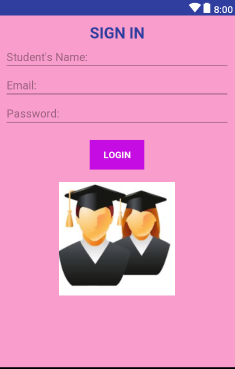 8:00
SIGN IN
Student's Name:
Email:
Password:
LOGIN